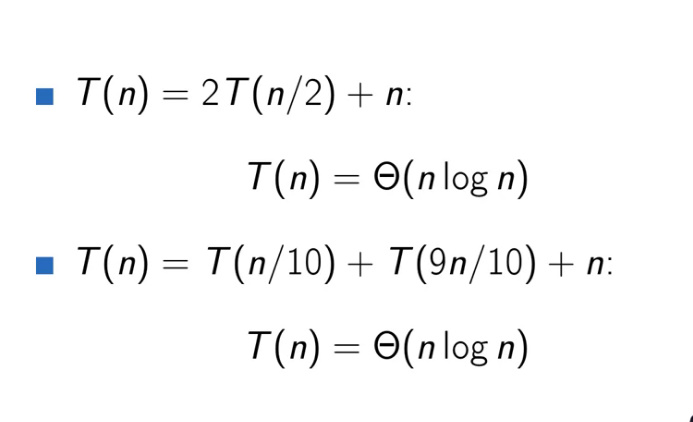 ■ T(n) = 2T(n/2) + n:
T(n) = Θ(n log n)
■ T(n) = T(n/10) + T(9n/10) + n:
T(n) = Θ(n log n)